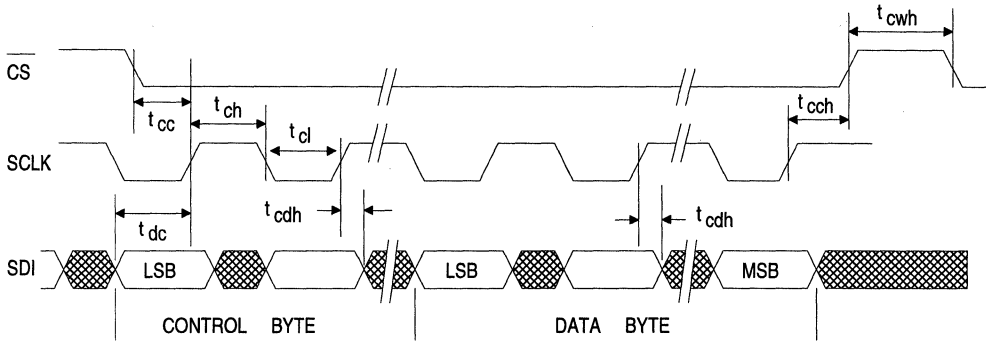 t cwh
CS
t cc
t ch
t cl
t cch
SCLK
t dc
t cdh
t cdh
SDI
LSB
LSB
MSB
CONTROL BYTE
DATA BYTE